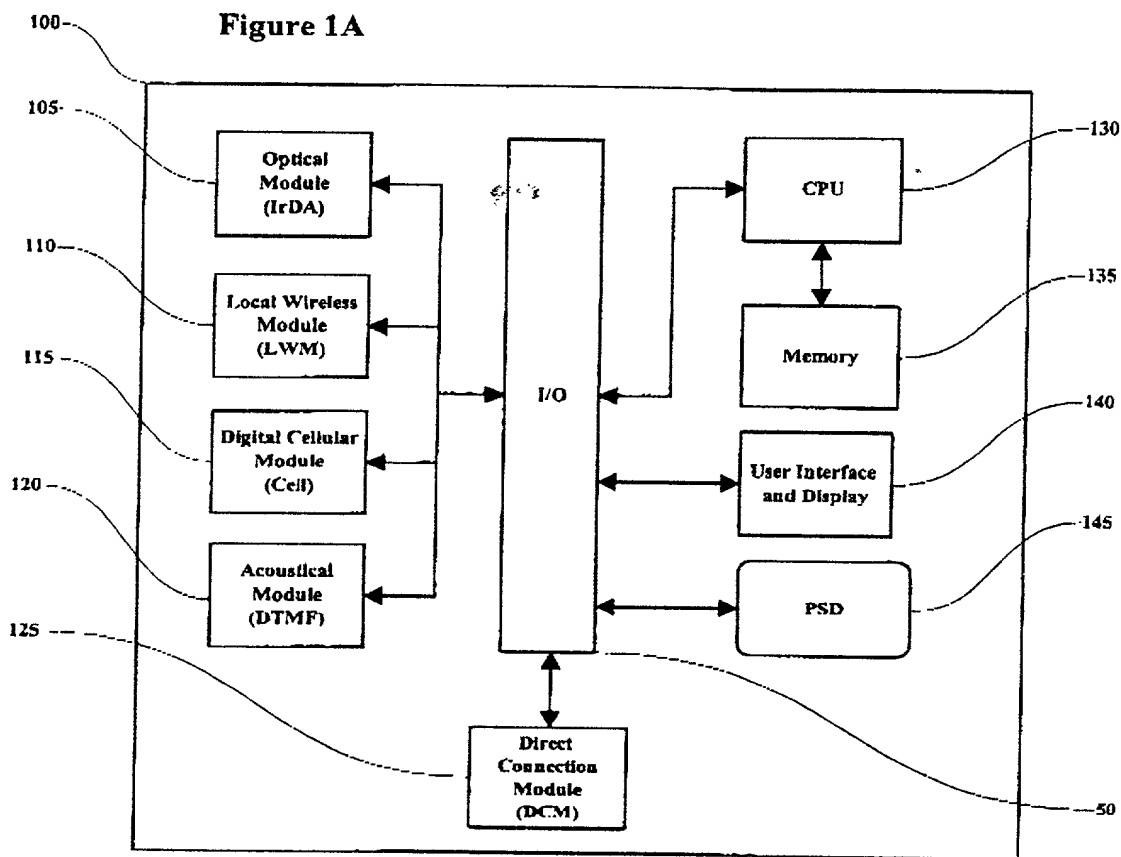 Figure 1A
100
105
110
115
120
125
Optical
Module
(IrDA)
Local Wireless
Module
(LWM)
Digital Cellular
Module
(Cell)
Acoustical
Module
(DTMF)
I/O
Direct
Connection
Module
(DCM)
CPU
Memory
User Interface
and Display
PSD
130
135
140
145
50